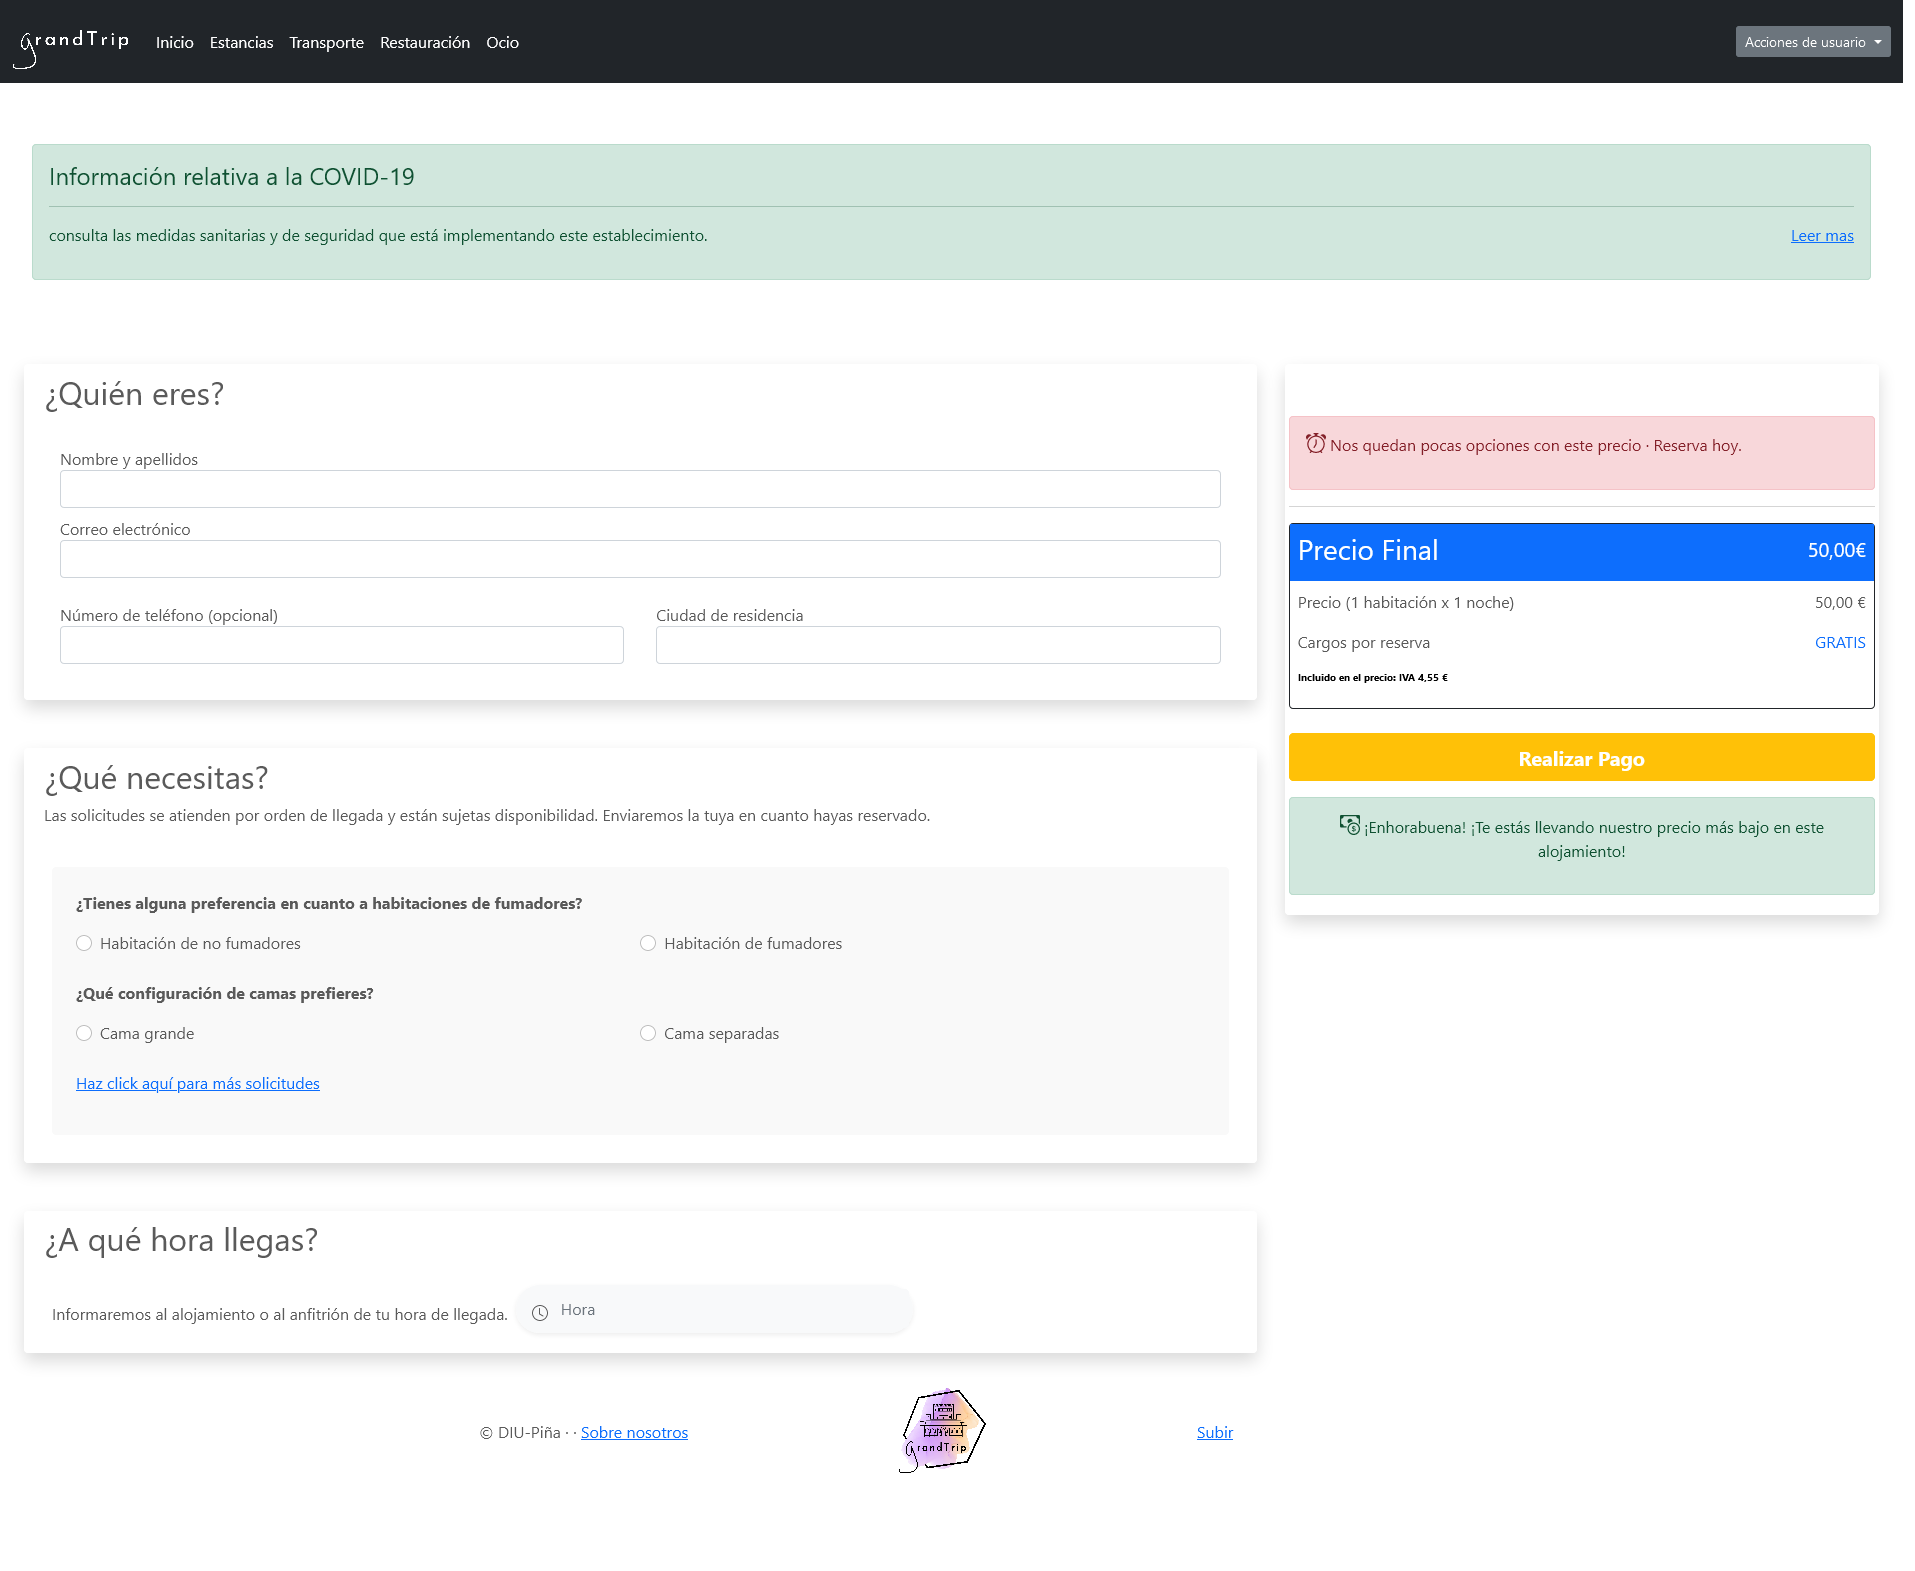 grandTrip Inicio Estancias Transporte Restauración Ocio Acciones de usuario
Información relativa a la COVID-19
consulta las medidas sanitarias y de seguridad que está implementando este establecimiento. Leer mas
¿Quién eres?
Nombre y apellidos
Correo electrónico
Número de teléfono (opcional) Ciudad de residencia
¿Qué necesitas?
Las solicitudes se atienden por orden de llegada y están sujetas disponibilidad. Enviaremos la tuya en cuanto hayas reservado.
¿Tienes alguna preferencia en cuanto a habitaciones de fumadores?
Habitación de no fumadores Habitación de fumadores
¿Qué configuración de camas prefieres?
Cama grande Cama separadas
Haz click aquí para más solicitudes
¿A qué hora llegas?
Informaremos al alojamiento o al anfitrión de tu hora de llegada. Hora
Nos quedan pocas opciones con este precio · Reserva hoy.
Precio Final 50,00€
Precio (1 habitación x 1 noche) 50,00 €
Cargos por reserva GRATIS
Incluido en el precio: IVA 4,55 €
Realizar Pago
¡Enhorabuena! ¡Te estás llevando nuestro precio más bajo en este
alojamiento!
© DIU-Piña · · Sobre nosotros
grandTrip
Subir